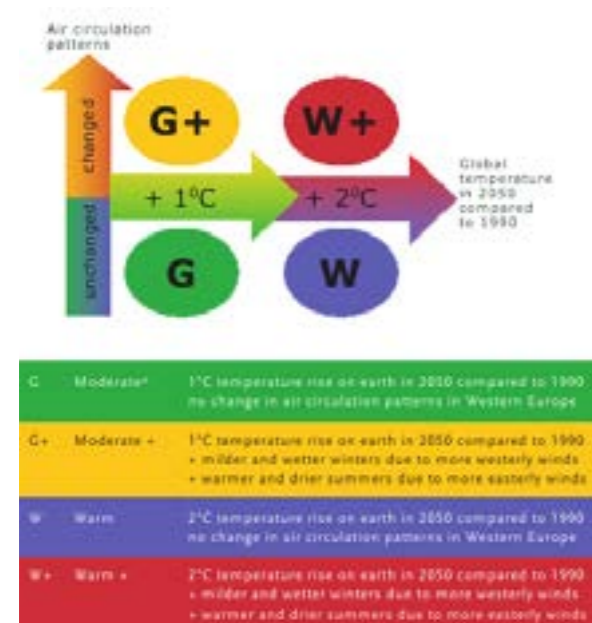 Air circulation
patterns
changed
unchanged
G+
W+
+ 1°C
+ 2°C
G
W
Global
temperature
in 2050
compared
to 1990
G Moderate* 1°C temperature rise on earth in 2050 compared to 1990
no change in air circulation patterns in Western Europe
G+ Moderate + 1°C temperature rise on earth in 2050 compared to 1990
+ milder and wetter winters due to more westerly winds
+ warmer and drier summers due to more easterly winds
W Warm 2°C temperature rise on earth in 2050 compared to 1990
no change in air circulation patterns in Western Europe
W+ Warm + 2°C temperature rise on earth in 2050 compared to 1990
+ milder and wetter winters due to more westerly winds
+ warmer and drier summers due to more easterly winds